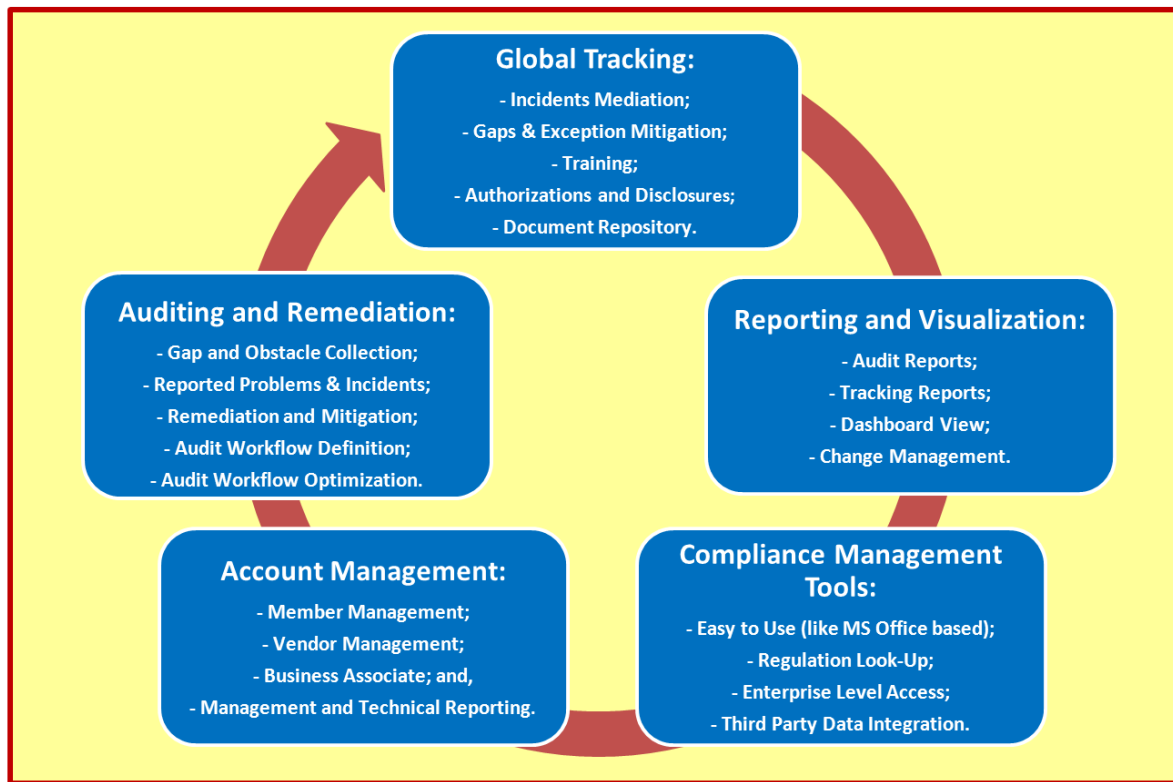 Global Tracking:
- Incidents Mediation;
- Gaps & Exception Mitigation;
- Training;
- Authorizations and Disclosures;
- Document Repository.
Reporting and Visualization:
- Audit Reports;
- Tracking Reports;
- Dashboard View;
- Change Management.
Compliance Management
Tools:
- Easy to Use (like MS Office based);
- Regulation Look-Up;
- Enterprise Level Access;
- Third Party Data Integration.
Account Management:
- Member Management;
- Vendor Management;
- Business Associate; and,
- Management and Technical Reporting.
Auditing and Remediation:
- Gap and Obstacle Collection;
- Reported Problems & Incidents;
- Remediation and Mitigation;
- Audit Workflow Definition;
- Audit Workflow Optimization.